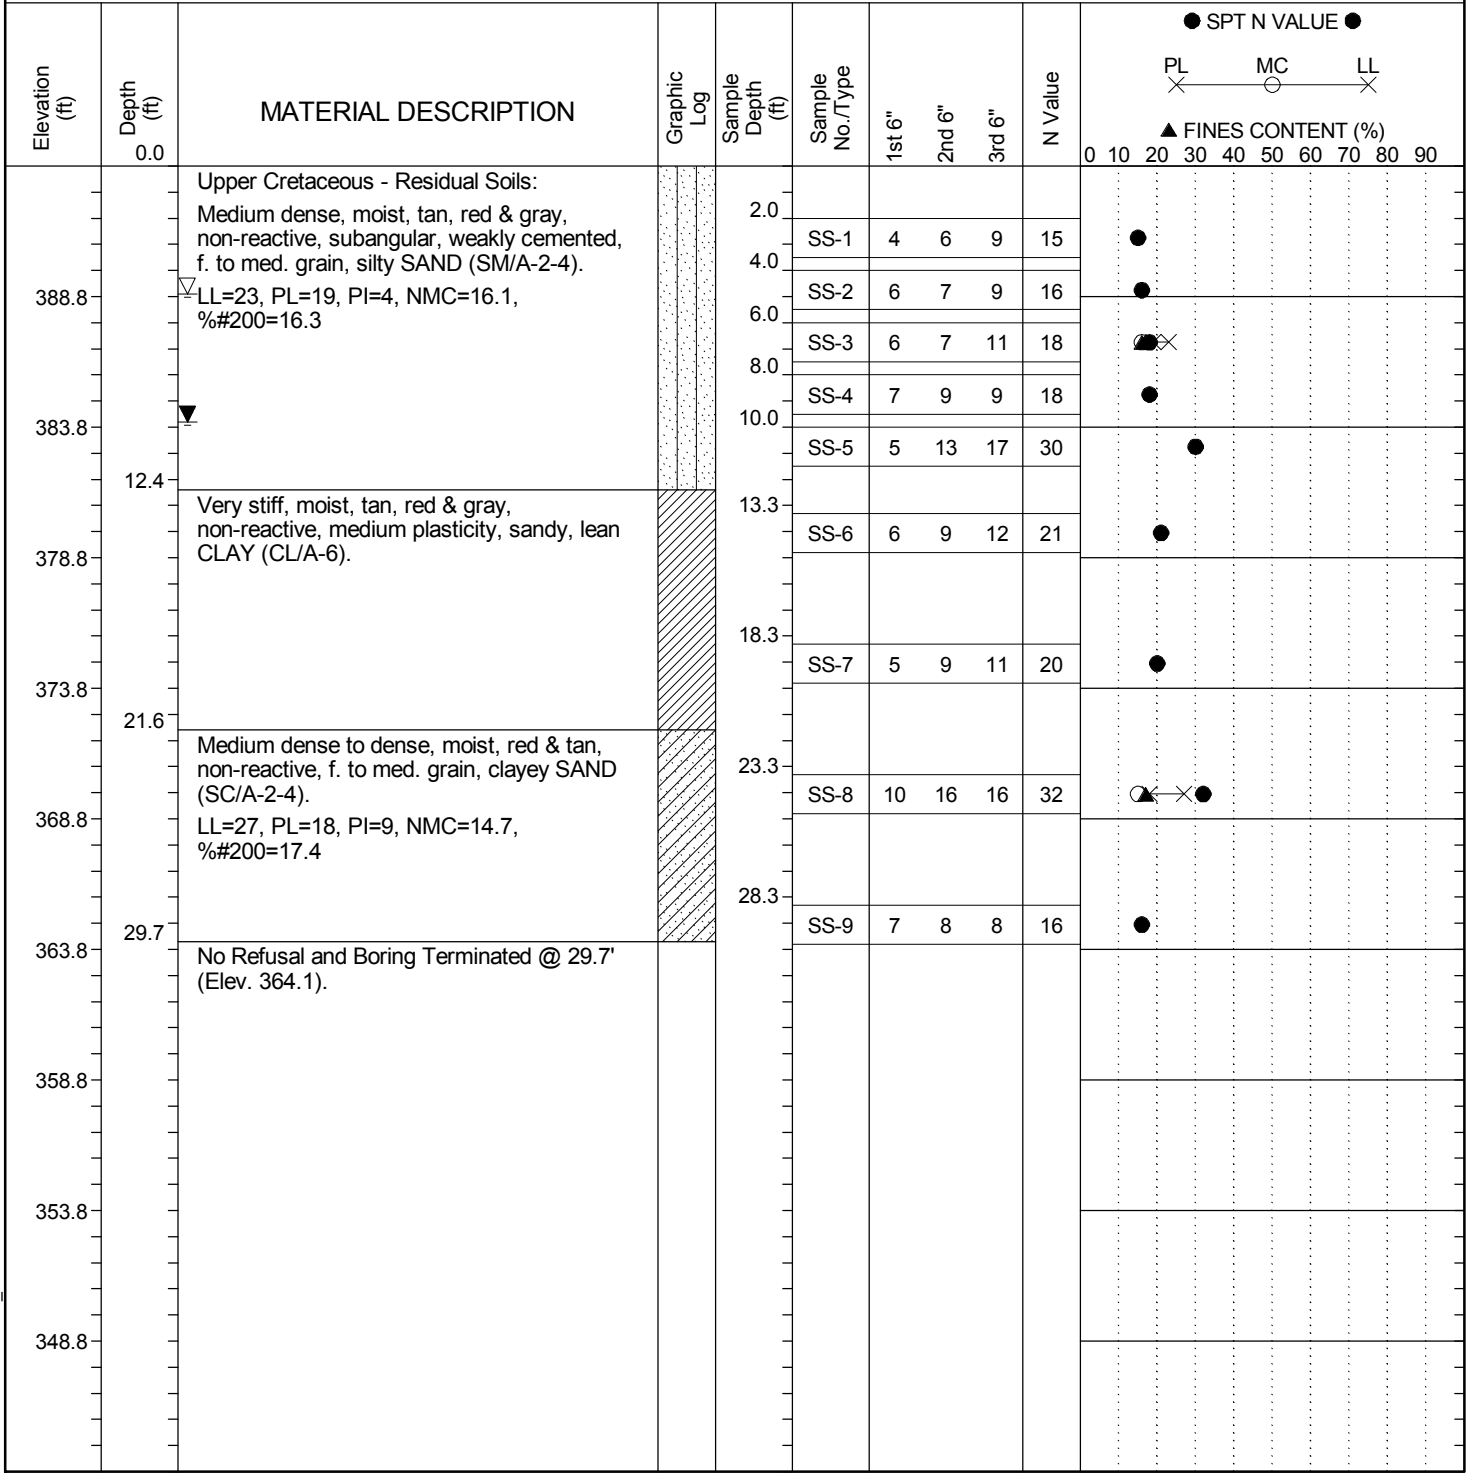 ● SPT N VALUE ●
PL MC LL
▲ FINES CONTENT (%)
0 10 20 30 40 50 60 70 80 90
Elevation (ft)
Depth (ft)
0.0
MATERIAL DESCRIPTION
Graphic Log
Sample Depth (ft)
Sample No./Type
1st 6"
2nd 6"
3rd 6"
N Value
Upper Cretaceous - Residual Soils:
Medium dense, moist, tan, red & gray,
non-reactive, subangular, weakly cemented,
f. to med. grain, silty SAND (SM/A-2-4).
LL=23, PL=19, PI=4, NMC=16.1,
%#200=16.3
2.0
SS-1 4 6 9 15
4.0
388.8
SS-2 6 7 9 16
6.0
SS-3 6 7 11 18
8.0
SS-4 7 9 9 18
10.0
383.8
SS-5 5 13 17 30
12.4
Very stiff, moist, tan, red & gray,
non-reactive, medium plasticity, sandy, lean
CLAY (CL/A-6).
13.3
SS-6 6 9 12 21
378.8
18.3
SS-7 5 9 11 20
373.8
21.6
Medium dense to dense, moist, red & tan,
non-reactive, f. to med. grain, clayey SAND
(SC/A-2-4).
LL=27, PL=18, PI=9, NMC=14.7,
%#200=17.4
23.3
SS-8 10 16 16 32
368.8
28.3
SS-9 7 8 8 16
29.7
363.8
No Refusal and Boring Terminated @ 29.7'
(Elev. 364.1).
358.8
353.8
348.8